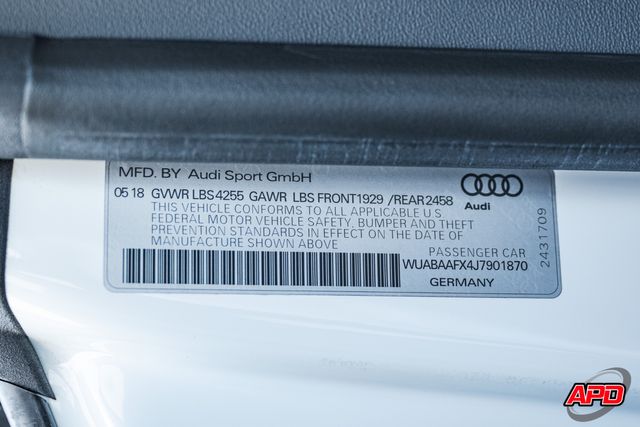 MFD. BY Audi Sport GmbH
05 18 GVWR LBS 4255 GAWR LBS FRONT1929 /REAR 2458
THIS VEHICLE CONFORMS TO ALL APPLICABLE U.S
FEDERAL MOTOR VEHICLE SAFETY, BUMPER AND THEFT
PREVENTION STANDARDS IN EFFECT ON THE DATE OF
MANUFACTURE SHOWN ABOVE
PASSENGER CAR
WUABAAFX4J7901870
GERMANY
Audi
2431709
APD